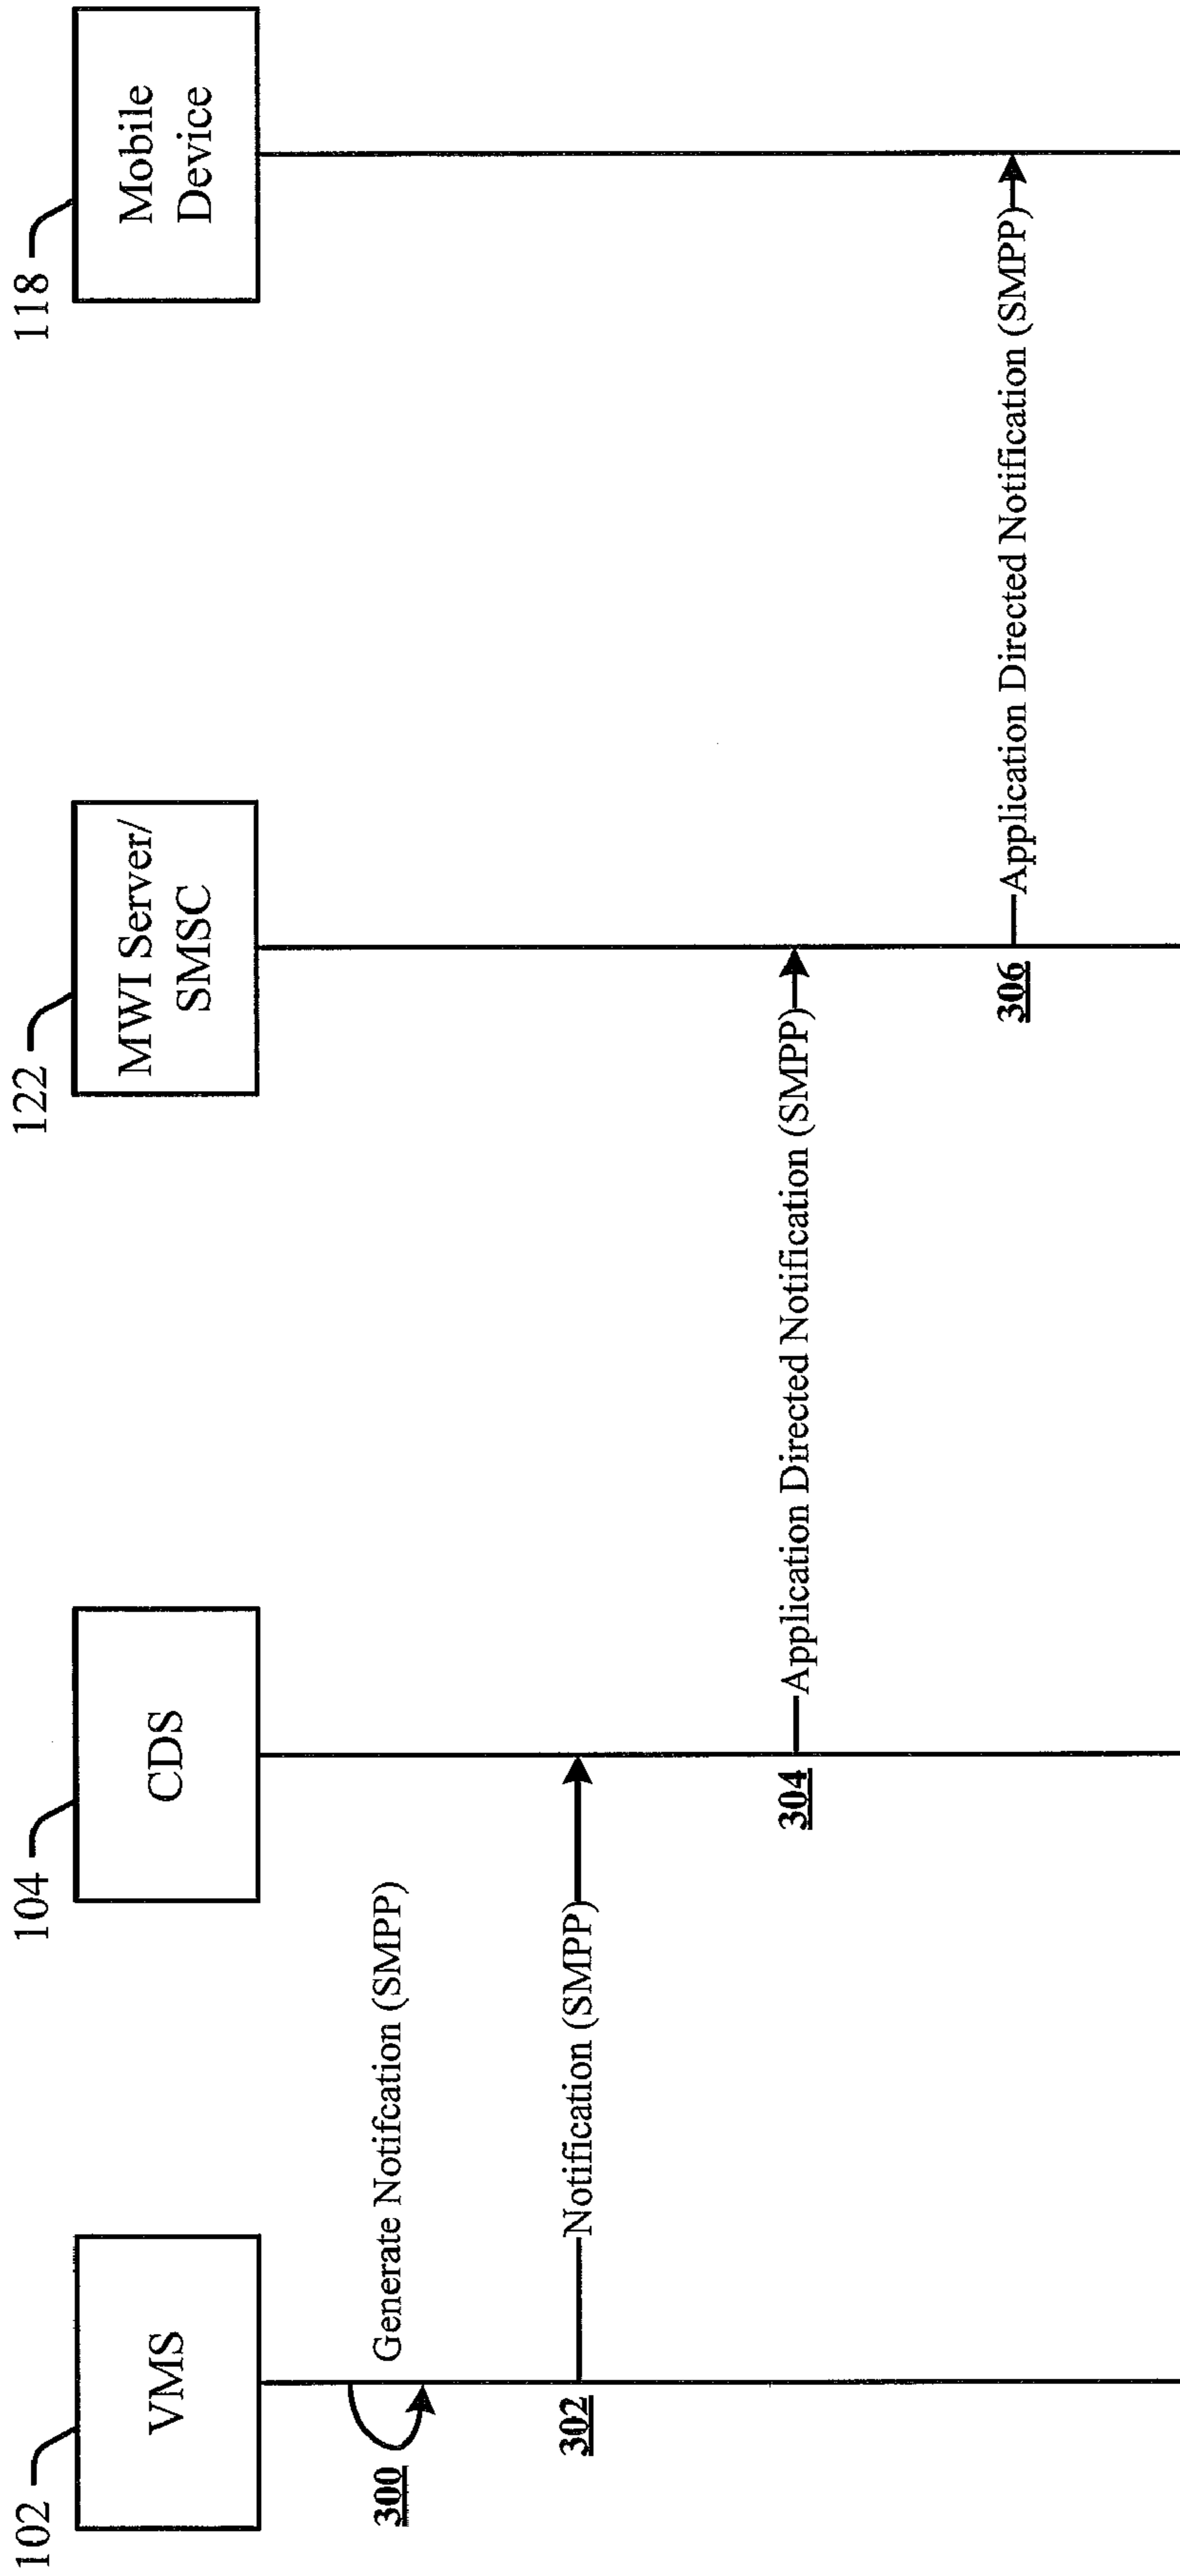 102
VMS
104
CDS
122
MWI Server/
SMSC
118
Mobile
Device
300
Generate Notifcation (SMPP)
302
Notification (SMPP)
304
Application Directed Notification (SMPP)
306
Application Directed Notification (SMPP)